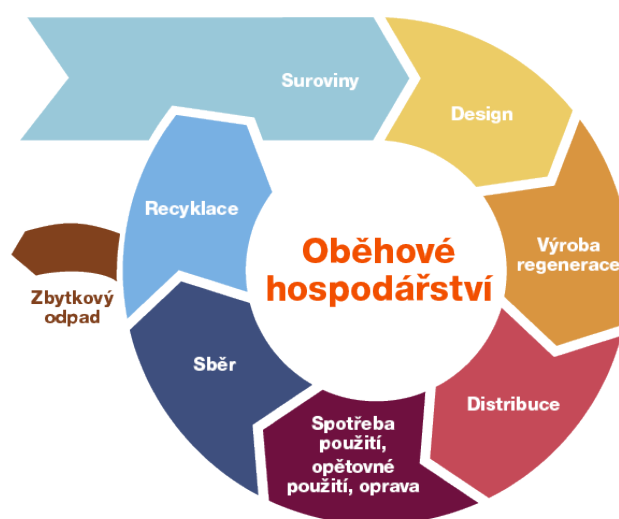 Suroviny
Design
Výroba
regenerace
Distribuce
Spotřeba
použití,
opětovné
použití, oprava
Sběr
Recyklace
Zbytkový
odpad
Oběhové
hospodářství